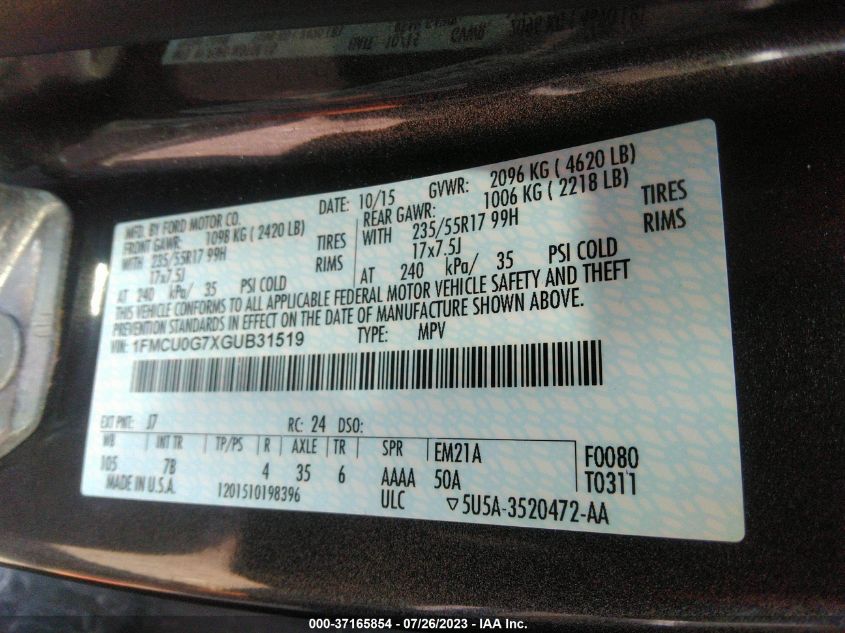 MFD. BY FORD MOTOR CO.
DATE: 10/15 GVWR: 2096 KG ( 4620 LB)
FRONT GAWR: 1098 KG ( 2420 LB)
REAR GAWR: 1006 KG ( 2218 LB)
WITH 235/55R17 99H TIRES
WITH 235/55R17 99H TIRES
17x7.5J RIMS
17x7.5J RIMS
AT 240 kPa/ 35 PSI COLD
AT 240 kPa/ 35 PSI COLD
THIS VEHICLE CONFORMS TO ALL APPLICABLE FEDERAL MOTOR VEHICLE SAFETY AND THEFT
PREVENTION STANDARDS IN EFFECT ON THE DATE OF MANUFACTURE SHOWN ABOVE.
VIN: 1FMCU0G7XGUB31519 TYPE: MPV
EXT PNT: J7 RC: 24 DSO:
WB INT TR TP/PS R AXLE TR SPR EM21A F0080
105 7B 4 35 6 AAAA 50A T0311
MADE IN U.S.A. 1201510198396 ULC ▽5U5A-3520472-AA
000-37165854 - 07/26/2023 - IAA Inc.